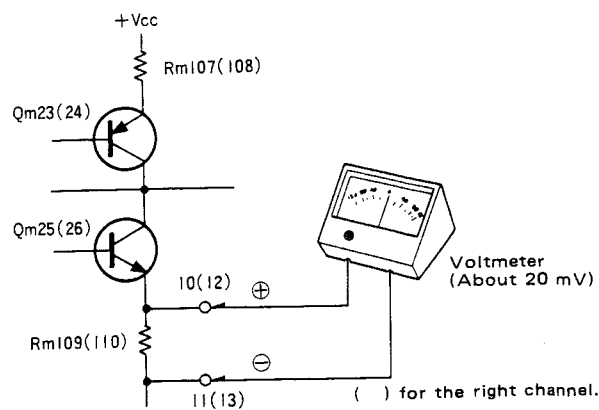 +Vcc
Rm107(108)
Qm23(24)
Qm25(26)
10(12)
⊕
Voltmeter
(About 20 mV)
Rm109(110)
⊖
11(13)
( ) for the right channel.